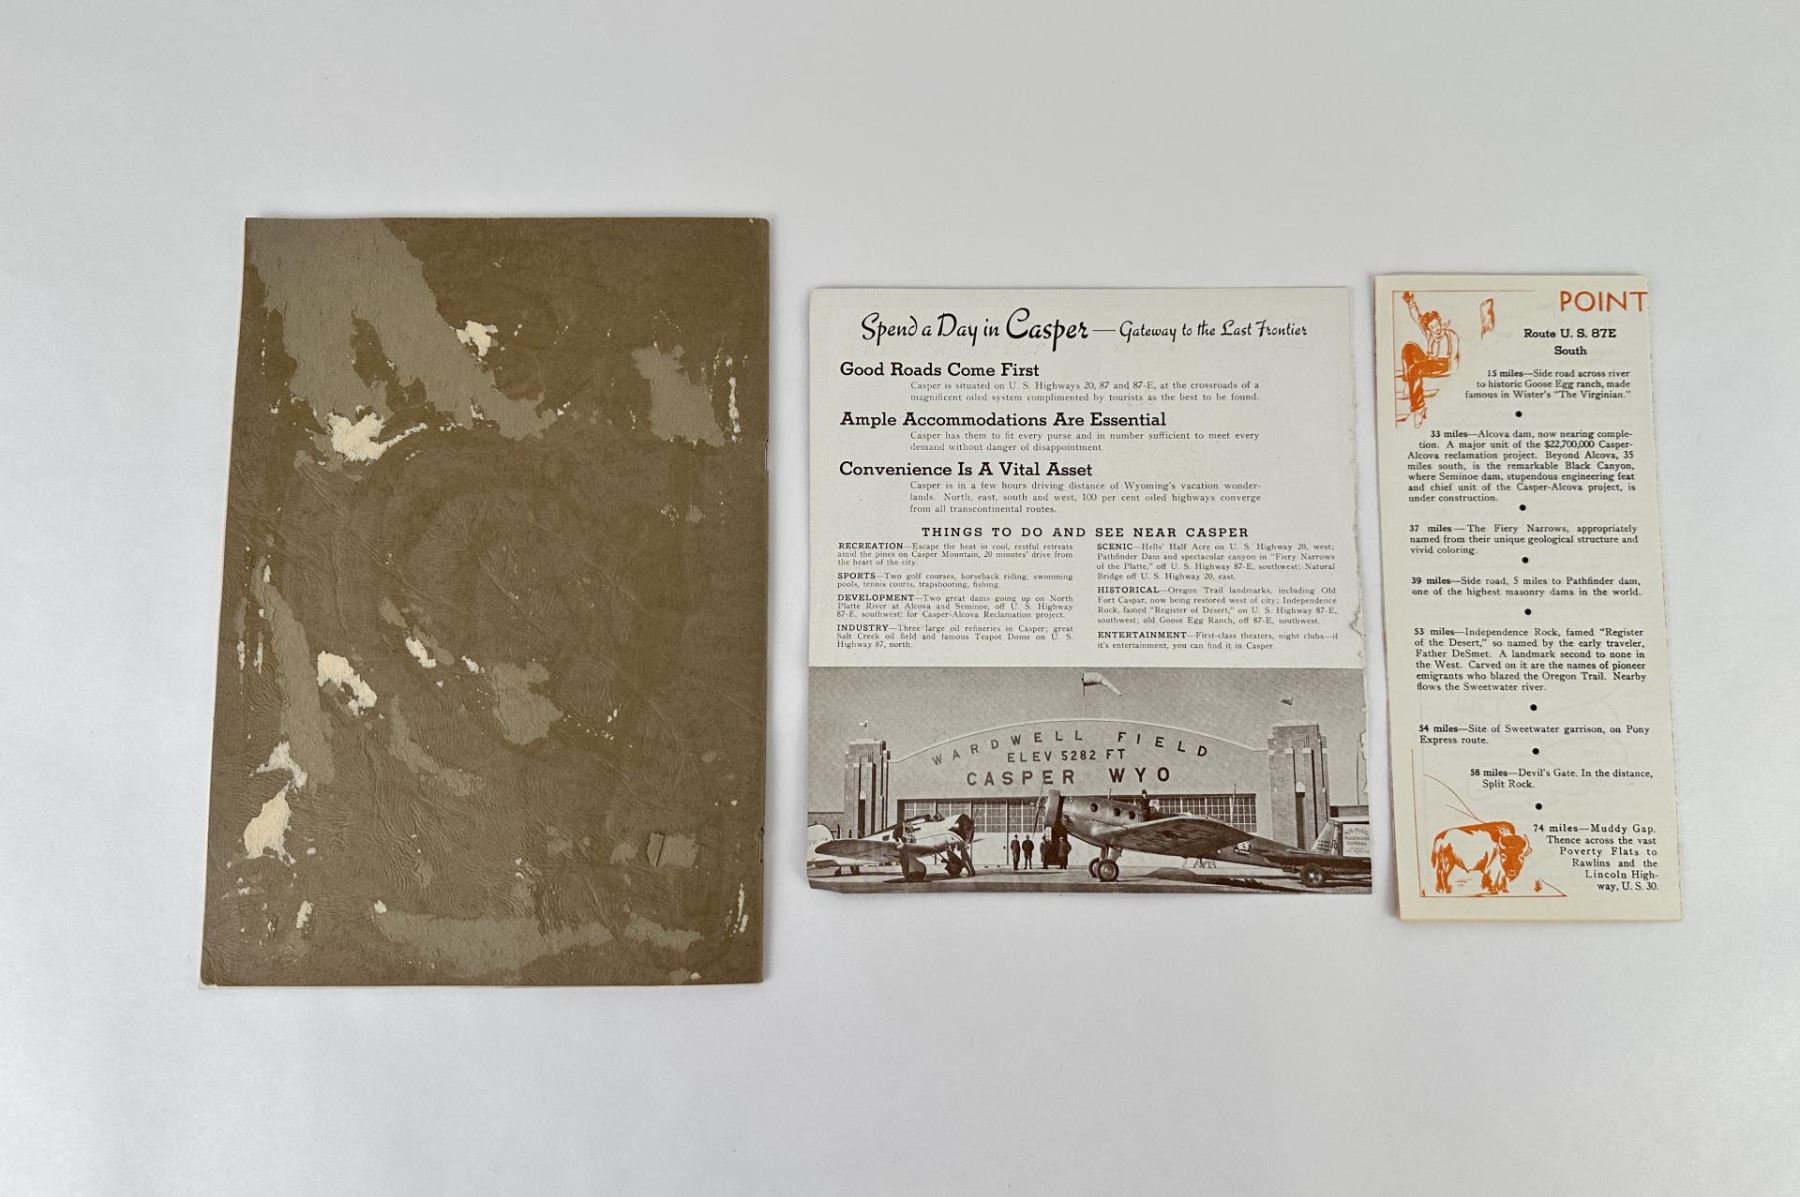 Spend a Day in Casper — Gateway to the Last Frontier
Good Roads Come First
Casper is situated on U. S. Highways 20, 87 and 87-E, at the crossroads of a
magnificent oiled system complimented by tourists as the best to be found.
Ample Accommodations Are Essential
Casper has them to fit every purse and in number sufficient to meet every
demand without danger of disappointment.
Convenience Is A Vital Asset
Casper is in a few hours driving distance of Wyoming's vacation wonder-
lands. North, east, south and west, 100 per cent oiled highways converge
from all transcontinental routes.
THINGS TO DO AND SEE NEAR CASPER
RECREATION—Escape the heat in cool, restful retreats
amid the pines on Casper Mountain, 20 minutes' drive from
the heart of the city.
SPORTS—Two golf courses, horseback riding, swimming
pools, tennis courts, trapshooting, fishing.
DEVELOPMENT—Two great dams going up on North
Platte River at Alcova and Seminoe, off U. S. Highway
87-E, southwest; for Casper-Alcova Reclamation project.
INDUSTRY—Three large oil refineries in Casper; great
Salt Creek oil field and famous Teapot Dome on U. S.
Highway 87, north.
SCENIC—Hells' Half Acre on U. S. Highway 20, west;
Pathfinder Dam and spectacular canyon in "Fiery Narrows
of the Platte," off U. S. Highway 87-E, southwest; Natural
Bridge off U. S. Highway 20, east.
HISTORICAL—Oregon Trail landmarks, including Old
Fort Caspar, now being restored west of city; Independence
Rock, famed "Register of Desert," on U. S. Highway 87-E,
southwest; old Goose Egg Ranch, off 87-E, southwest.
ENTERTAINMENT—First-class theaters, night clubs—if
it's entertainment, you can find it in Casper.
WARDWELL FIELD
ELEV 5282 FT
CASPER WYO
AIR MAIL
EXPRESS
POINT
Route U. S. 87E
South
15 miles—Side road across river
to historic Goose Egg ranch, made
famous in Wister's "The Virginian."
33 miles—Alcova dam, now nearing comple-
tion. A major unit of the $22,700,000 Casper-
Alcova reclamation project. Beyond Alcova, 35
miles south, is the remarkable Black Canyon,
where Seminoe dam, stupendous engineering feat
and chief unit of the Casper-Alcova project, is
under construction.
37 miles—The Fiery Narrows, appropriately
named from their unique geological structure and
vivid coloring.
39 miles—Side road, 5 miles to Pathfinder dam,
one of the highest masonry dams in the world.
53 miles—Independence Rock, famed "Register
of the Desert," so named by the early traveler,
Father DeSmet. A landmark second to none in
the West. Carved on it are the names of pioneer
emigrants who blazed the Oregon Trail. Nearby
flows the Sweetwater river.
54 miles—Site of Sweetwater garrison, on Pony
Express route.
58 miles—Devil's Gate. In the distance,
Split Rock.
74 miles—Muddy Gap.
Thence across the vast
Poverty Flats to
Rawlins and the
Lincoln High-
way, U. S. 30.